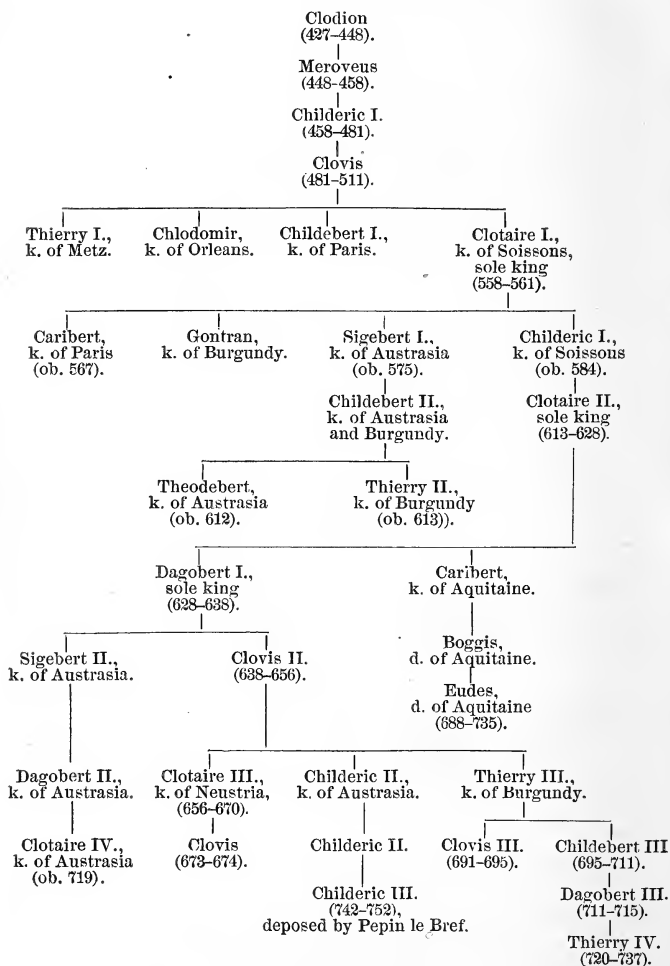 Clodion
(427–448).
Meroveus
(448-458).
Childeric I.
(458–481).
Clovis
(481–511).
Thierry I.,
k. of Metz.
Chlodomir,
k. of Orleans.
Childebert I.,
k. of Paris.
Clotaire I.,
k. of Soissons,
sole king
(558–561).
Caribert,
k. of Paris
(ob. 567).
Gontran,
k. of Burgundy.
Sigebert I.,
k. of Austrasia
(ob. 575).
Childebert II.,
k. of Austrasia
and Burgundy.
Childeric I.,
k. of Soissous
(ob. 584).
Clotaire II.,
sole king
(613–628).
Theodebert,
k. of Austrasia
(ob. 612).
Thierry II.,
k. of Burgundy
(ob. 613)).
Dagobert I.,
sole king
(628–638).
Caribert,
k. of Aquitaine.
Boggis,
d. of Aquitaine.
Eudes,
d. of Aquitaine
(688–735).
Sigebert II.,
k. of Austrasia.
Clovis II.
(638–656).
Dagobert II.,
k. of Austrasia.
Clotaire IV.,
k. of Austrasia
(ob. 719).
Clotaire III.,
k. of Neustria,
(656–670).
Clovis
(673–674).
Childeric II.,
k. of Austrasia.
Childeric II.
Childeric III.
(742–752),
deposed by Pepin le Bref.
Thierry III.,
k. of Burgundy.
Clovis III.
(691–695).
Childebert III
(695–711).
Dagobert III.
(711–715).
Thierry IV.
(720–737).